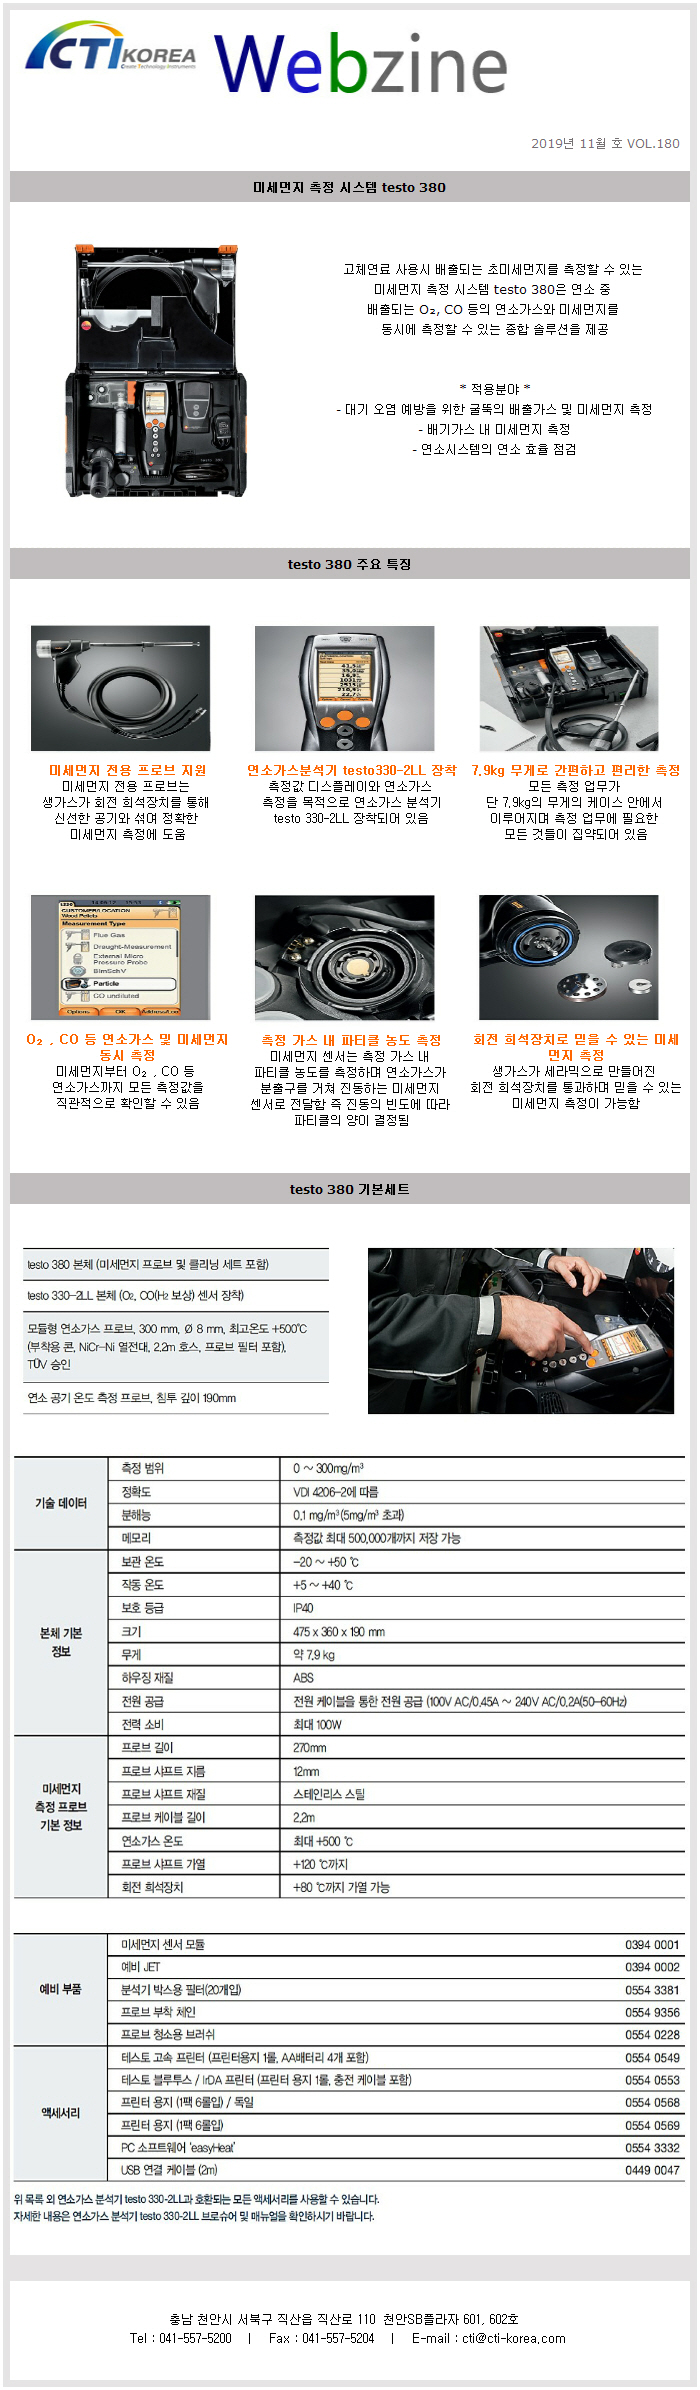 CTI KOREA
Create Technology Instruments
Webzine
2019년 11월 호 VOL.180
미세먼지 측정 시스템 testo 380
고체연료 사용시 배출되는 초미세먼지를 측정할 수 있는
미세먼지 측정 시스템 testo 380은 연소 중
배출되는 O₂, CO 등의 연소가스와 미세먼지를
동시에 측정할 수 있는 종합 솔루션을 제공
* 적용분야 *
- 대기 오염 예방을 위한 굴뚝의 배출가스 및 미세먼지 측정
- 배기가스 내 미세먼지 측정
- 연소시스템의 연소 효율 점검
testo 380 주요 특징
미세먼지 전용 프로브 지원
미세먼지 전용 프로브는
생가스가 회전 희석장치를 통해
신선한 공기와 섞여 정확한
미세먼지 측정에 도움
연소가스분석기 testo330-2LL 장착
측정값 디스플레이와 연소가스
측정을 목적으로 연소가스 분석기
testo 330-2LL 장착되어 있음
7.9kg 무게로 간편하고 편리한 측정
모든 측정 업무가
단 7.9kg의 무게의 케이스 안에서
이루어지며 측정 업무에 필요한
모든 것들이 집약되어 있음
CUSTOMER/LOCATION
Wood Pellets
Measurement Type
Flue Gas
Draught-Measurement
External Micro
Pressure Probe
BImSchV
Particle
CO undiluted
Options OK Address/Loc
O₂ , CO 등 연소가스 및 미세먼지
동시 측정
미세먼지부터 O₂ , CO 등
연소가스까지 모든 측정값을
직관적으로 확인할 수 있음
측정 가스 내 파티클 농도 측정
미세먼지 센서는 측정 가스 내
파티클 농도를 측정하며 연소가스가
분출구를 거쳐 진동하는 미세먼지
센서로 전달함 즉 진동의 빈도에 따라
파티클의 양이 결정됨
회전 희석장치로 믿을 수 있는 미세
먼지 측정
생가스가 세라믹으로 만들어진
회전 희석장치를 통과하며 믿을 수 있는
미세먼지 측정이 가능함
testo 380 기본세트
testo 380 본체 (미세먼지 프로브 및 클리닝 세트 포함)
testo 330-2LL 본체 (O₂, CO(H₂ 보상) 센서 장착)
모듈형 연소가스 프로브, 300 mm, Ø 8 mm, 최고온도 +500℃
(부착용 콘, NiCr-Ni 열전대, 2.2m 호스, 프로브 필터 포함),
TÜV 승인
연소 공기 온도 측정 프로브, 침투 깊이 190mm
기술 데이터
측정 범위 0 ~ 300mg/m³
정확도 VDI 4206-2에 따름
분해능 0.1 mg/m³(5mg/m³ 초과)
메모리 측정값 최대 500,000개까지 저장 가능
본체 기본
정보
보관 온도 -20 ~ +50 ℃
작동 온도 +5 ~ +40 ℃
보호 등급 IP40
크기 475 x 360 x 190 mm
무게 약 7.9 kg
하우징 재질 ABS
전원 공급 전원 케이블을 통한 전원 공급 (100V AC/0.45A ~ 240V AC/0.2A(50-60Hz)
전력 소비 최대 100W
미세먼지
측정 프로브
기본 정보
프로브 길이 270mm
프로브 샤프트 지름 12mm
프로브 샤프트 재질 스테인리스 스틸
프로브 케이블 길이 2.2m
연소가스 온도 최대 +500 ℃
프로브 샤프트 가열 +120 ℃까지
회전 희석장치 +80 ℃까지 가열 가능
예비 부품
미세먼지 센서 모듈 0394 0001
예비 JET 0394 0002
분석기 박스용 필터(20개입) 0554 3381
프로브 부착 체인 0554 9356
프로브 청소용 브러쉬 0554 0228
액세서리
테스토 고속 프린터 (프린터용지 1롤, AA배터리 4개 포함) 0554 0549
테스토 블루투스 / IrDA 프린터 (프린터 용지 1롤, 충전 케이블 포함) 0554 0553
프린터 용지 (1팩 6롤입) / 독일 0554 0568
프린터 용지 (1팩 6롤입) 0554 0569
PC 소프트웨어 'easyHeat' 0554 3332
USB 연결 케이블 (2m) 0449 0047
위 목록 외 연소가스 분석기 testo 330-2LL과 호환되는 모든 액세서리를 사용할 수 있습니다.
자세한 내용은 연소가스 분석기 testo 330-2LL 브로슈어 및 매뉴얼을 확인하시기 바랍니다.
충남 천안시 서북구 직산읍 직산로 110 천안SB플라자 601, 602호
Tel : 041-557-5200 | Fax : 041-557-5204 | E-mail : cti@cti-korea.com